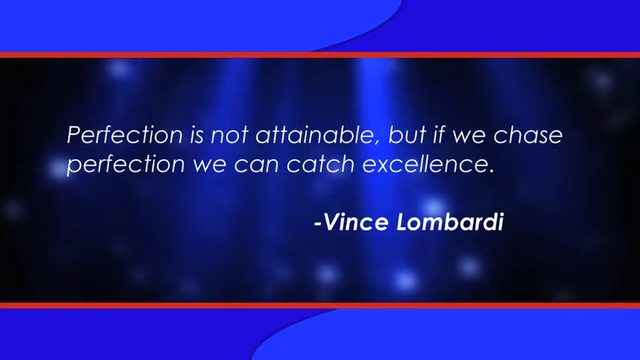 Perfection is not attainable, but if we chase
perfection we can catch excellence.
-Vince Lombardi